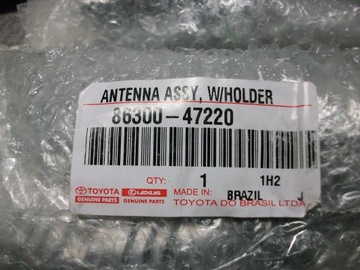 ANTENNA ASSY, W/HOLDER
86300-47220
QTY: 1 1H2
TOYOTA LEXUS MADE IN: BRAZIL J
GENUINE PARTS GENUINE PARTS TOYOTA DO BRASIL LTDA